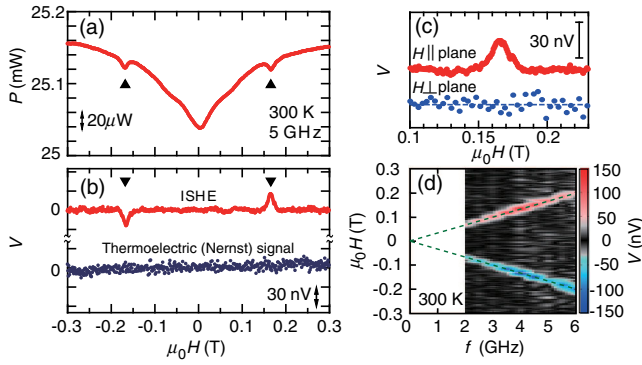 (a)
25.2
25.1
25
P (mW)
20μW
300 K
5 GHz
(b)
ISHE
0
V
Thermoelectric (Nernst) signal
0
30 nV
-0.3 -0.2 -0.1 0 0.1 0.2 0.3
μ0H (T)
(c)
30 nV
H || plane
V
H⊥plane
0.1 0.2
μ0H (T)
(d)
0.3
0.2
0.1
0
-0.1
-0.2
-0.3
μ0H (T)
300 K
0 1 2 3 4 5 6
f (GHz)
150
100
50
0
-50
-100
-150
V (nV)